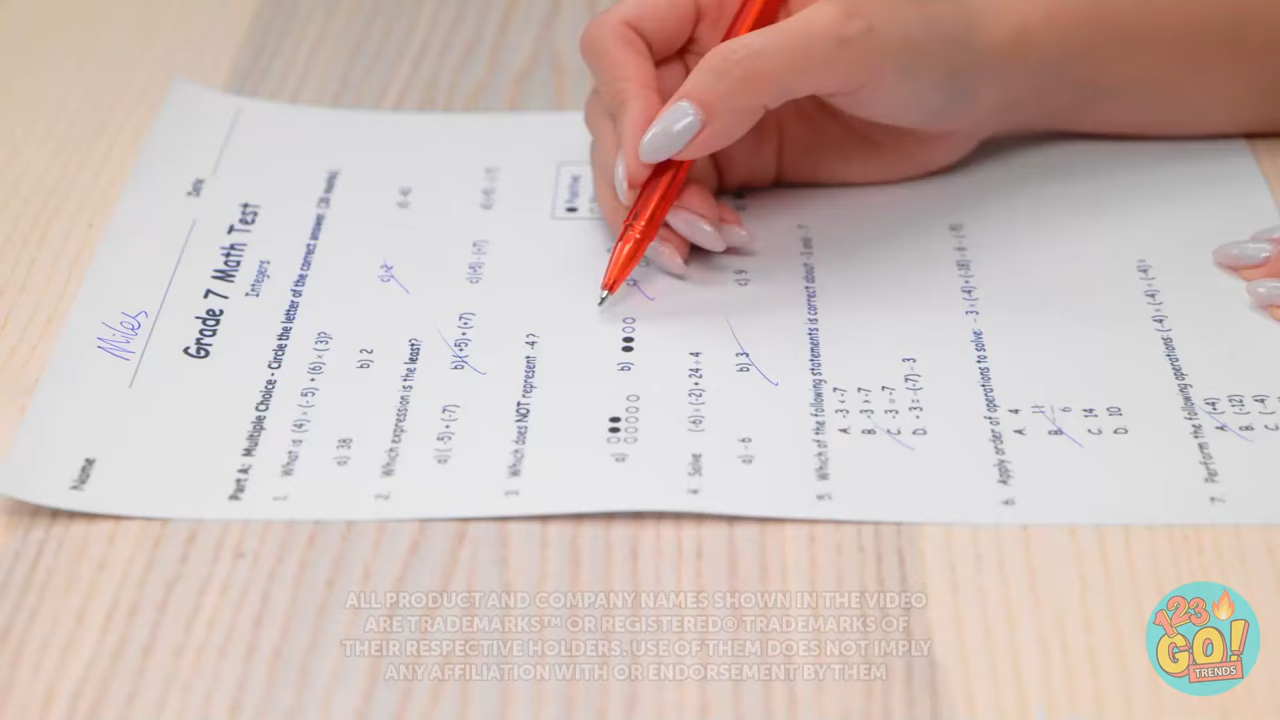 Name Miles Date
Grade 7 Math Test
Integers
Part A: Multiple Choice - Circle the letter of the correct answer. (20 marks)
1. What is (4) × (-5) + (6) × (3)?
a) 38 b) 2 c) -2
2. Which expression is the least?
a) (-5) + (-7) b) (+5) + (+7) c) (+5) - (+7)
3. Which does NOT represent -4?
a) b)
4. Solve (-6) × (-2) + 24 ÷ 4
a) -6 b) 3 c) 9
5. Which of the following statements is correct about -3 and -7
A. -3 < -7
B. -3 > -7
C. -3 = -7
D. -3 = -(-7) - 3
6. Apply order of operations to solve:
A. 4
B.
C. 14
D. 10
7. Perform the following operations:
A. (+4)
B. (-12)
C. (-4)
ALL PRODUCT AND COMPANY NAMES SHOWN IN THE VIDEO
ARE TRADEMARKS™ OR REGISTERED® TRADEMARKS OF
THEIR RESPECTIVE HOLDERS. USE OF THEM DOES NOT IMPLY
ANY AFFILIATION WITH OR ENDORSEMENT BY THEM
123
GO!
TRENDS